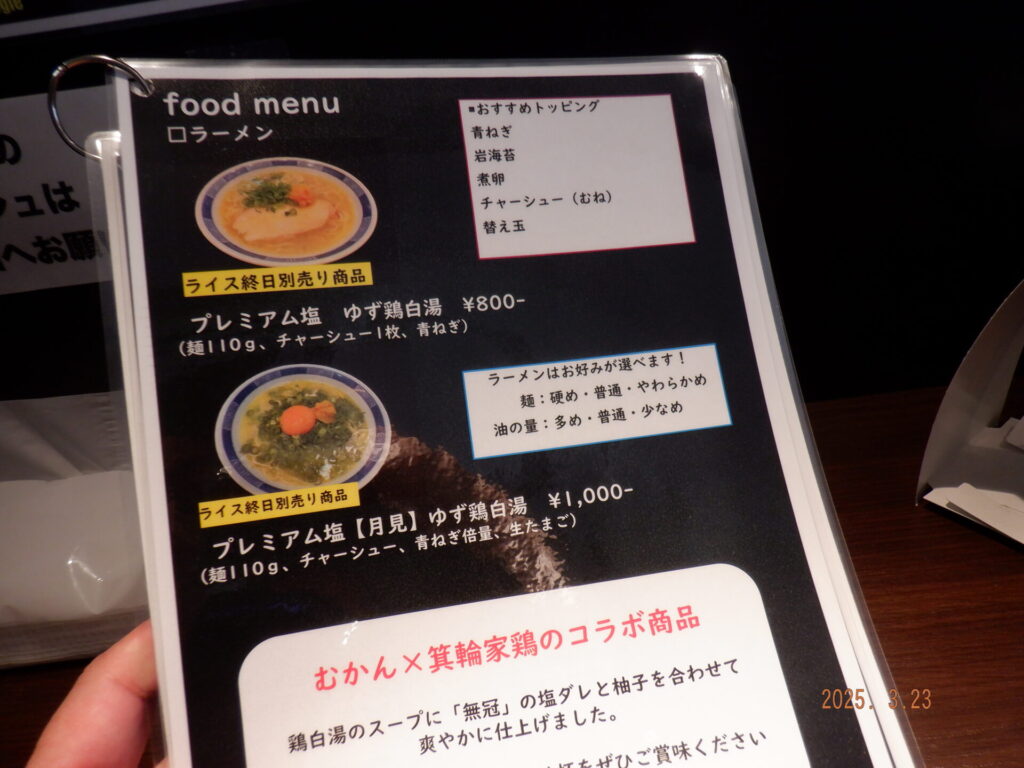 food menu
□ラーメン
■おすすめトッピング
青ねぎ
岩海苔
煮卵
チャーシュー（むね）
替え玉
ライス終日別売り商品
プレミアム塩　ゆず鶏白湯　¥800-
（麺110g、チャーシュー1枚、青ねぎ）
ラーメンはお好みが選べます！
麺：硬め・普通・やわらかめ
油の量：多め・普通・少なめ
ライス終日別売り商品
プレミアム塩【月見】ゆず鶏白湯　¥1,000-
（麺110g、チャーシュー、青ねぎ倍量、生たまご）
むかん×箕輪家鶏のコラボ商品
鶏白湯のスープに「無冠」の塩ダレと柚子を合わせて
爽やかに仕上げました。
をぜひご賞味ください
の
ュは
へお願
2025. 3.23